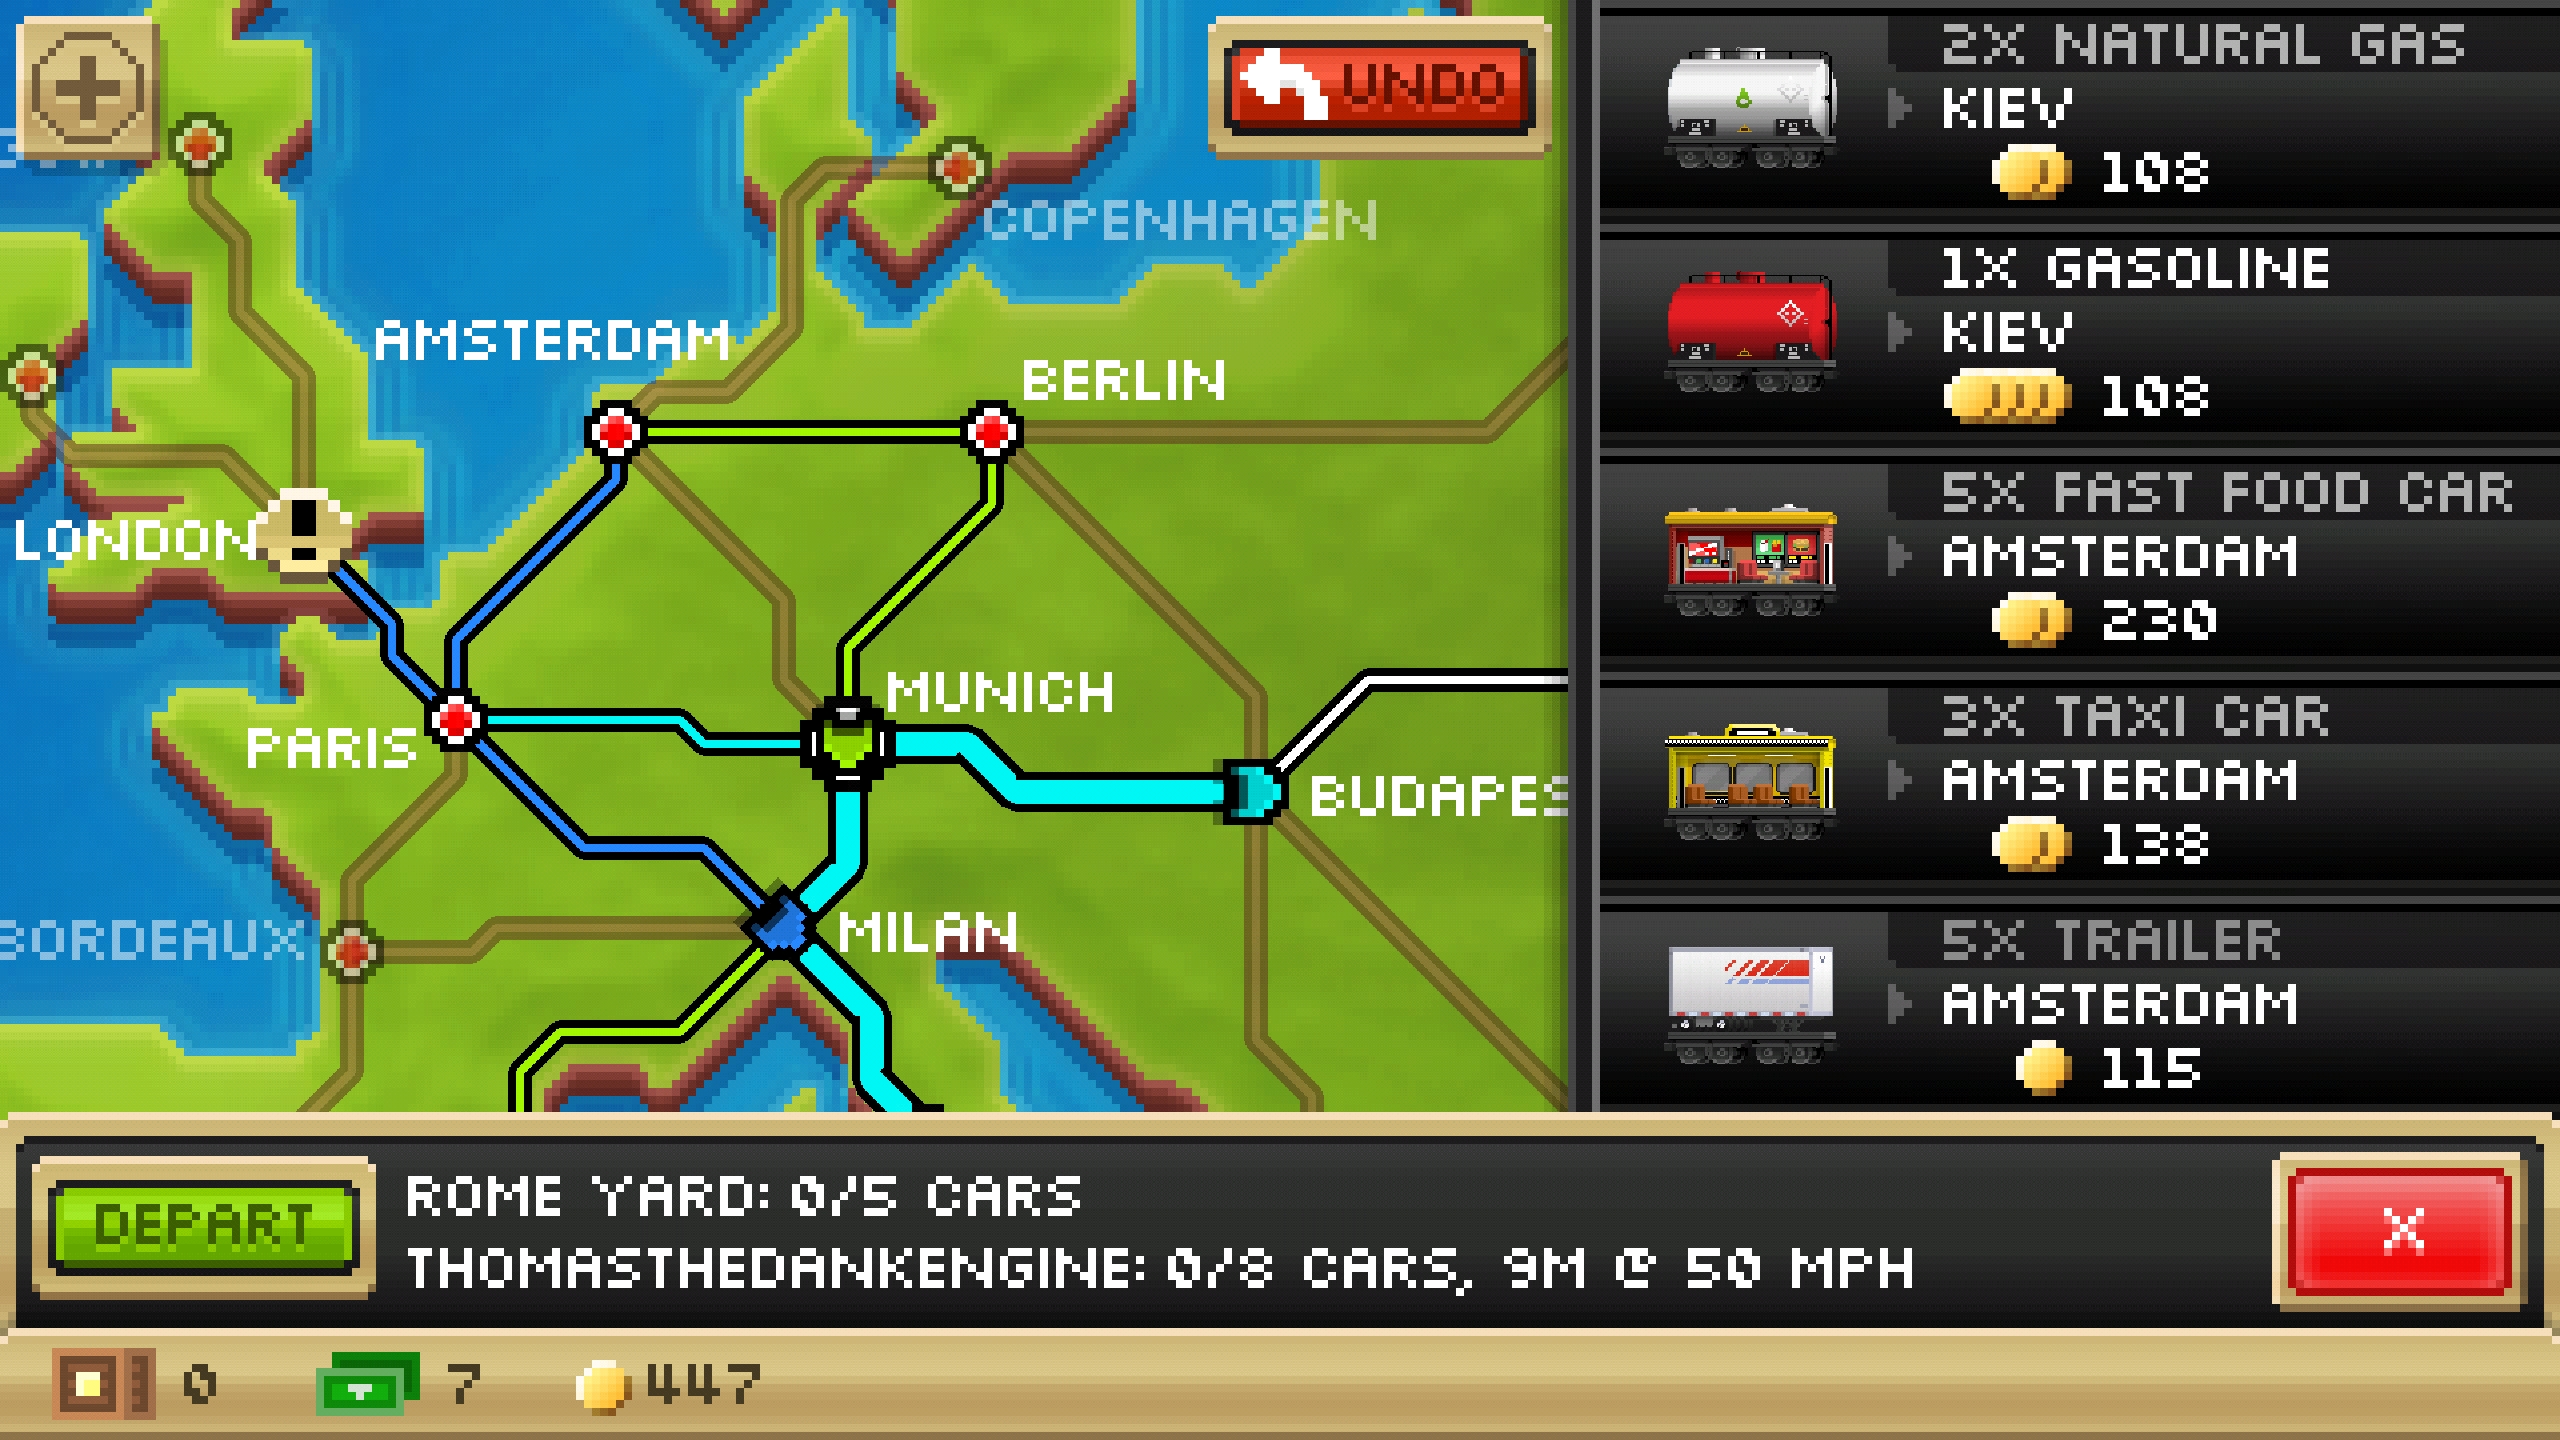 UNDO
COPENHAGEN
AMSTERDAM
BERLIN
LONDON
MUNICH
PARIS
BUDAPES
BORDEAUX
MILAN
2X NATURAL GAS
KIEV
108
1X GASOLINE
KIEV
108
5X FAST FOOD CAR
AMSTERDAM
230
3X TAXI CAR
AMSTERDAM
138
5X TRAILER
AMSTERDAM
115
DEPART
ROME YARD: 0/5 CARS
THOMASTHEDANKENGINE: 0/8 CARS, 9M @ 50 MPH
X
0
7
447